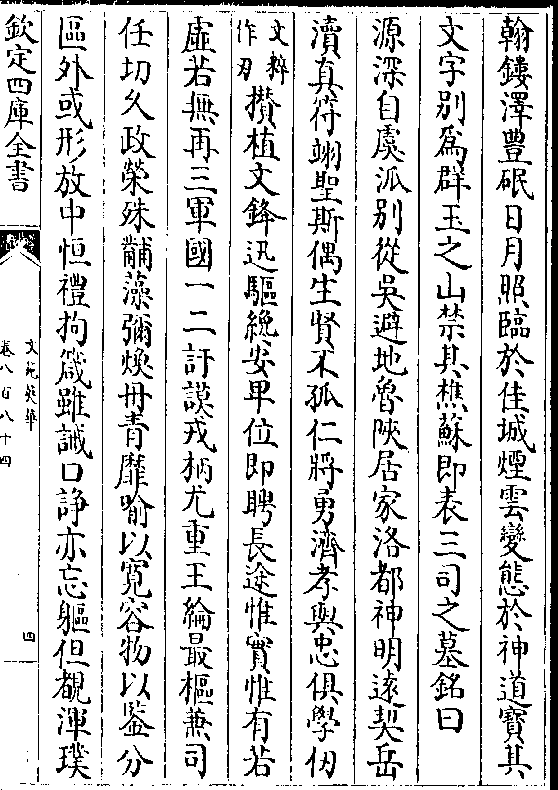 翰鏤澤豐碾日月照臨於佳城煙雲變態於神道寶其
文字别爲群玉之山禁其樵蘇即表三司之墓銘曰
源深自虞派别從吳避地魯陜居家洛都神明逺契岳
瀆真符翊聖斯偶生賢不孤仁將勇濟孝與忠俱學仞
文粹作刃攅植文鋒迅驅纔安甲位即聘長途惟實惟有若
虛若無再三軍國一二訏謨戎柄尤重王綸最樞兼司
任切久政榮殊黼藻彌煥丹青靡喻以寛容物以鑒分
區外或形放中恒禮拘箴雖誡口諍亦忘軀但覩渾璞
欽定四庫全書
文苑英華
卷八百八十四
四